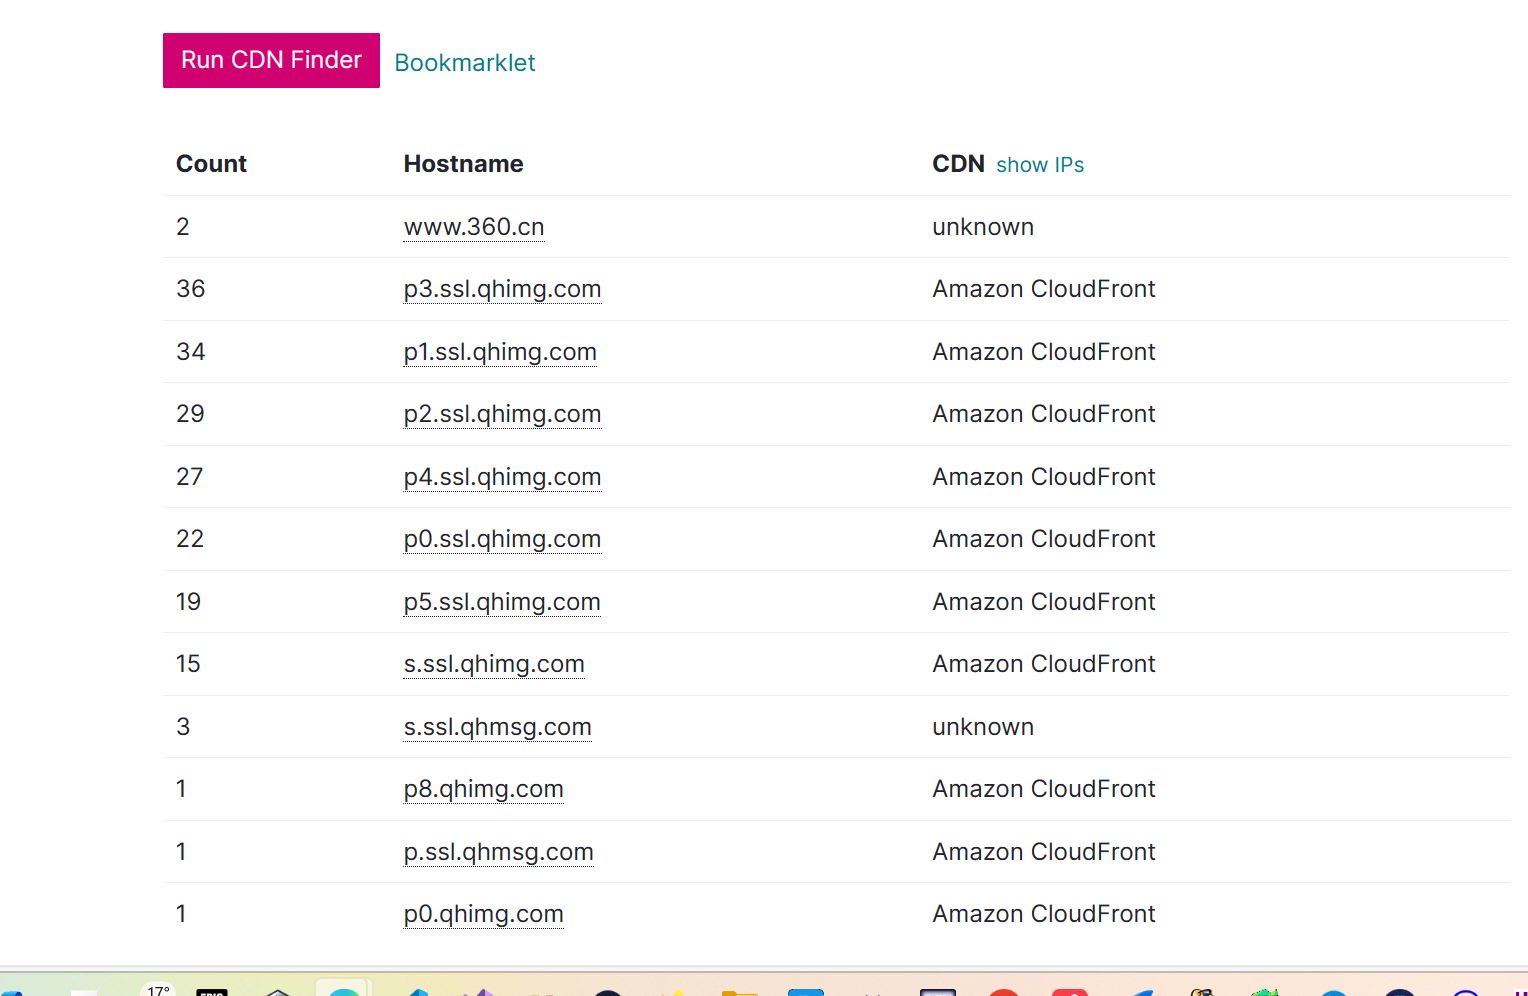 Run CDN Finder Bookmarklet
Count Hostname CDN show IPs
2 www.360.cn unknown
36 p3.ssl.qhimg.com Amazon CloudFront
34 p1.ssl.qhimg.com Amazon CloudFront
29 p2.ssl.qhimg.com Amazon CloudFront
27 p4.ssl.qhimg.com Amazon CloudFront
22 p0.ssl.qhimg.com Amazon CloudFront
19 p5.ssl.qhimg.com Amazon CloudFront
15 s.ssl.qhimg.com Amazon CloudFront
3 s.ssl.qhmsg.com unknown
1 p8.qhimg.com Amazon CloudFront
1 p.ssl.qhmsg.com Amazon CloudFront
1 p0.qhimg.com Amazon CloudFront
17°